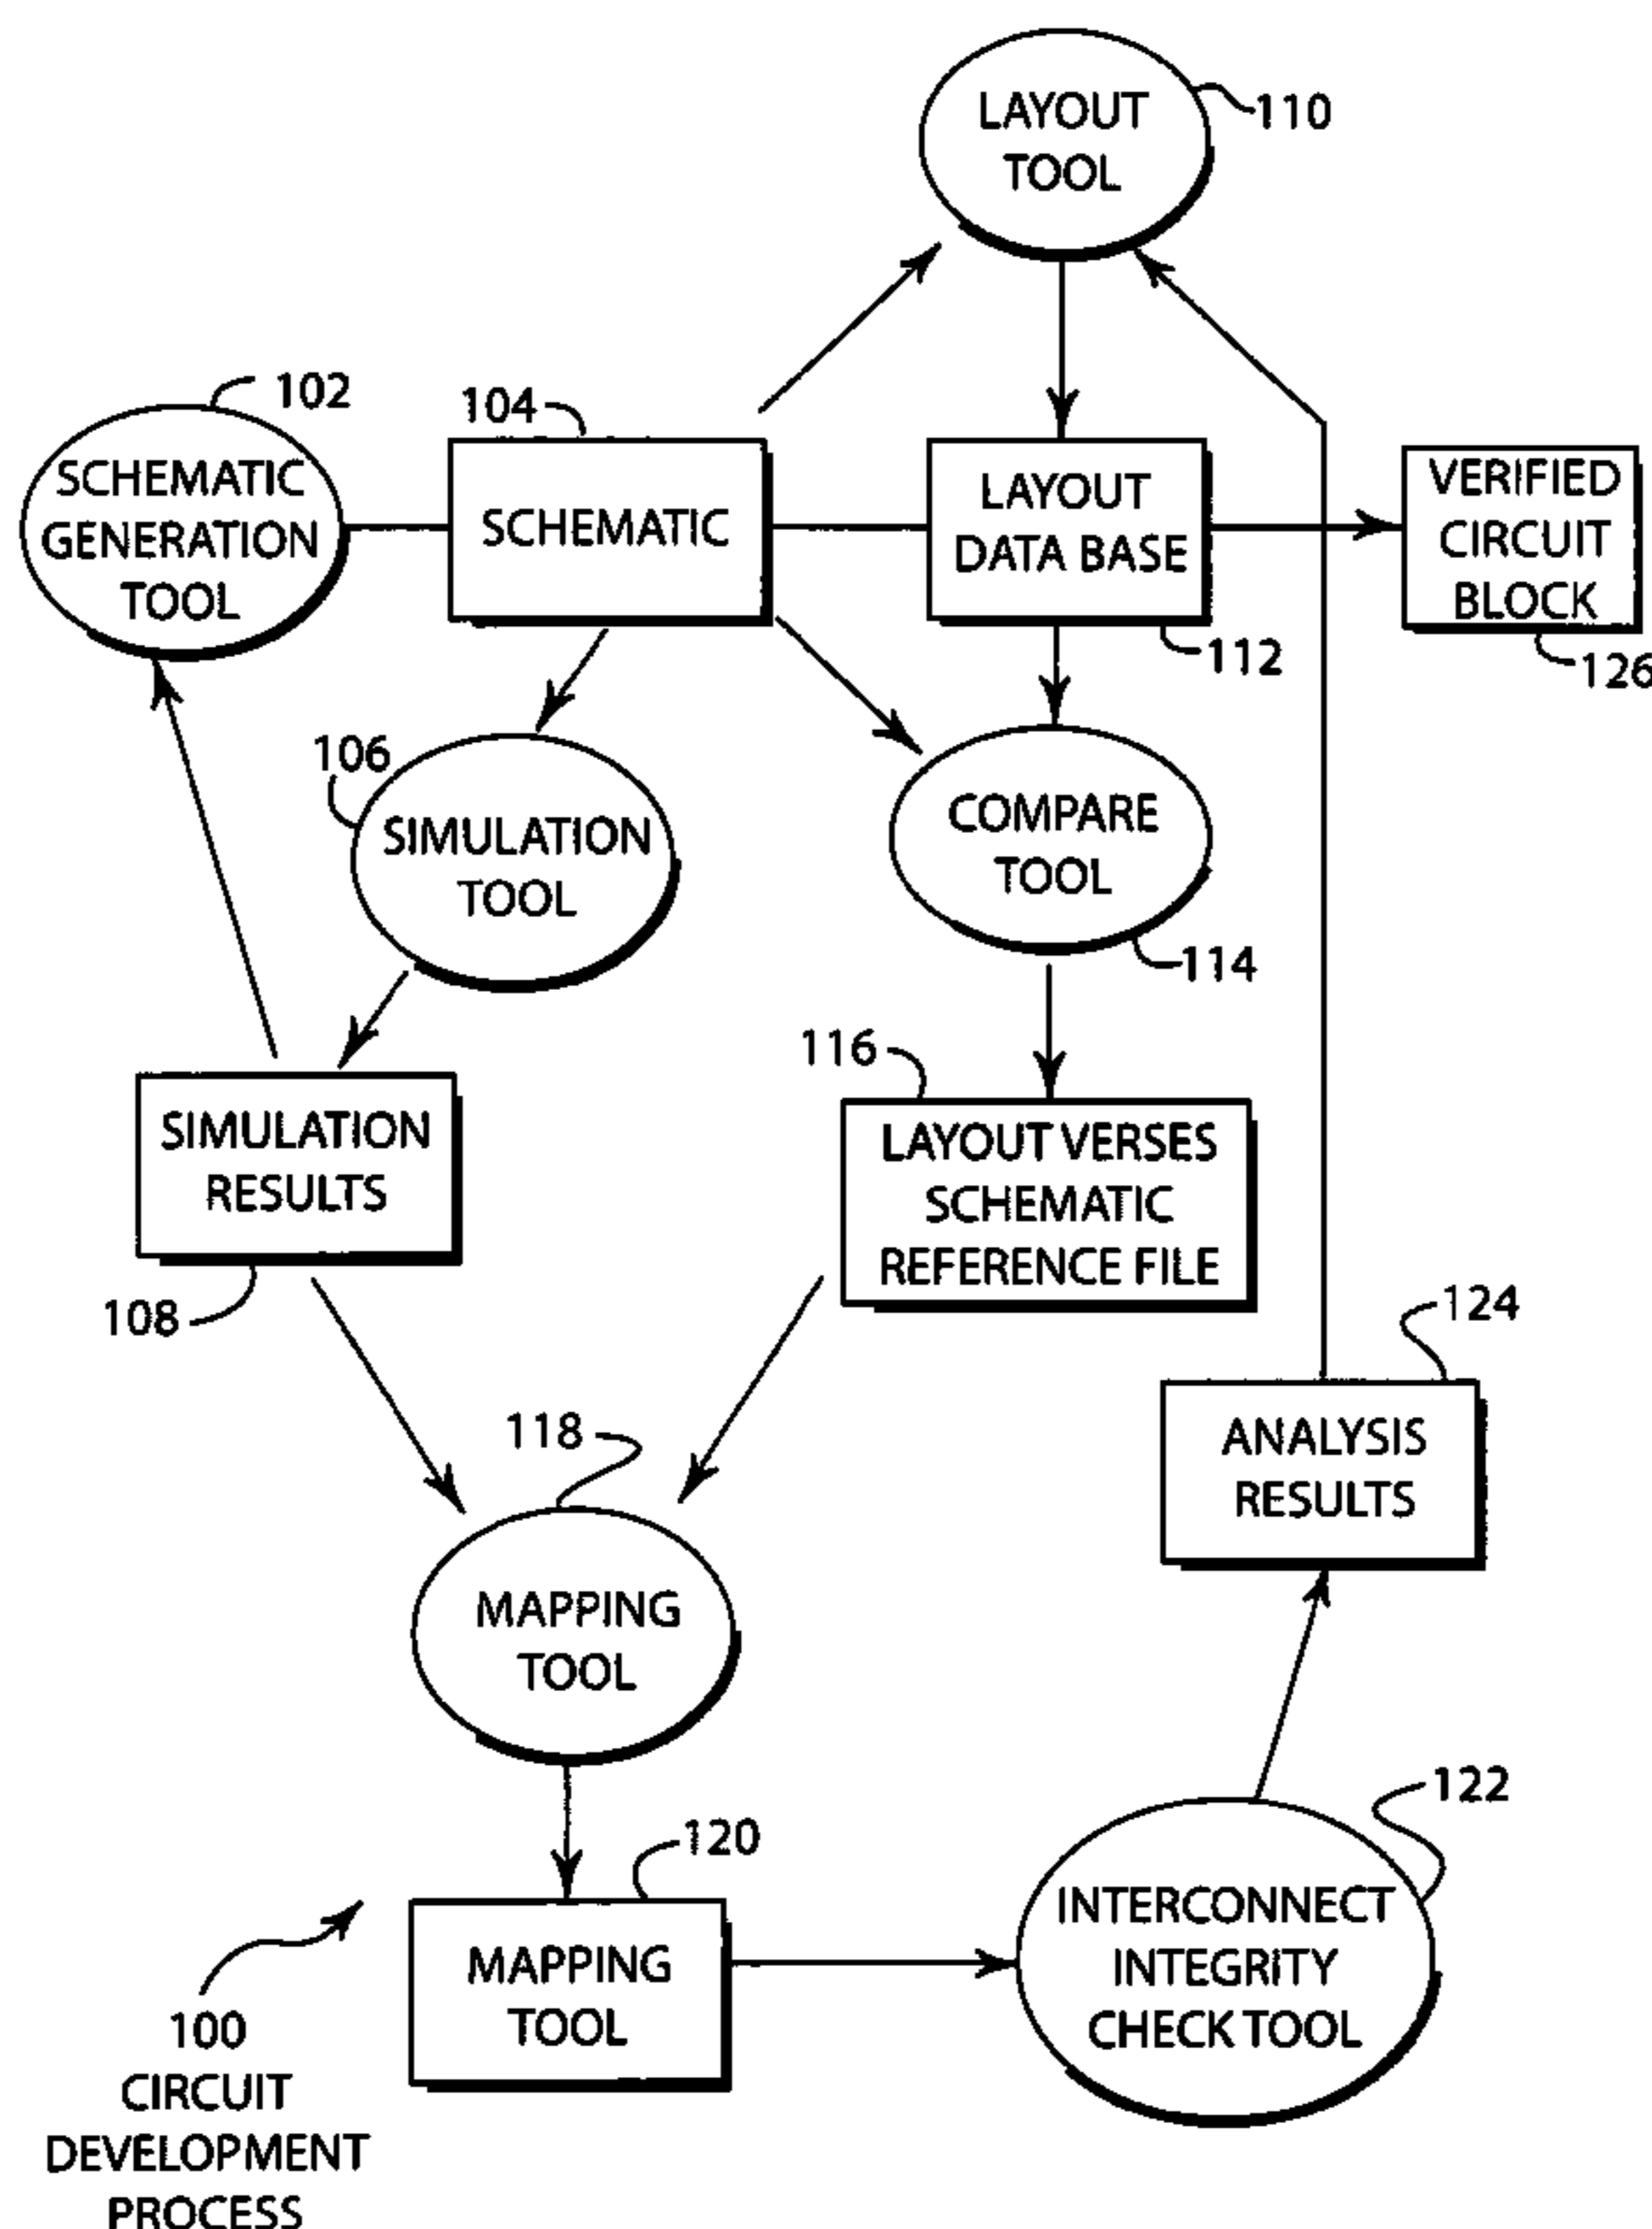 LAYOUT
TOOL
110
102
SCHEMATIC
GENERATION
TOOL
104
SCHEMATIC
LAYOUT
DATA BASE
112
VERIFIED
CIRCUIT
BLOCK
126
106
SIMULATION
TOOL
COMPARE
TOOL
114
SIMULATION
RESULTS
108
116
LAYOUT VERSES
SCHEMATIC
REFERENCE FILE
124
ANALYSIS
RESULTS
118
MAPPING
TOOL
120
MAPPING
TOOL
122
INTERCONNECT
INTEGRITY
CHECK TOOL
100
CIRCUIT
DEVELOPMENT
PROCESS